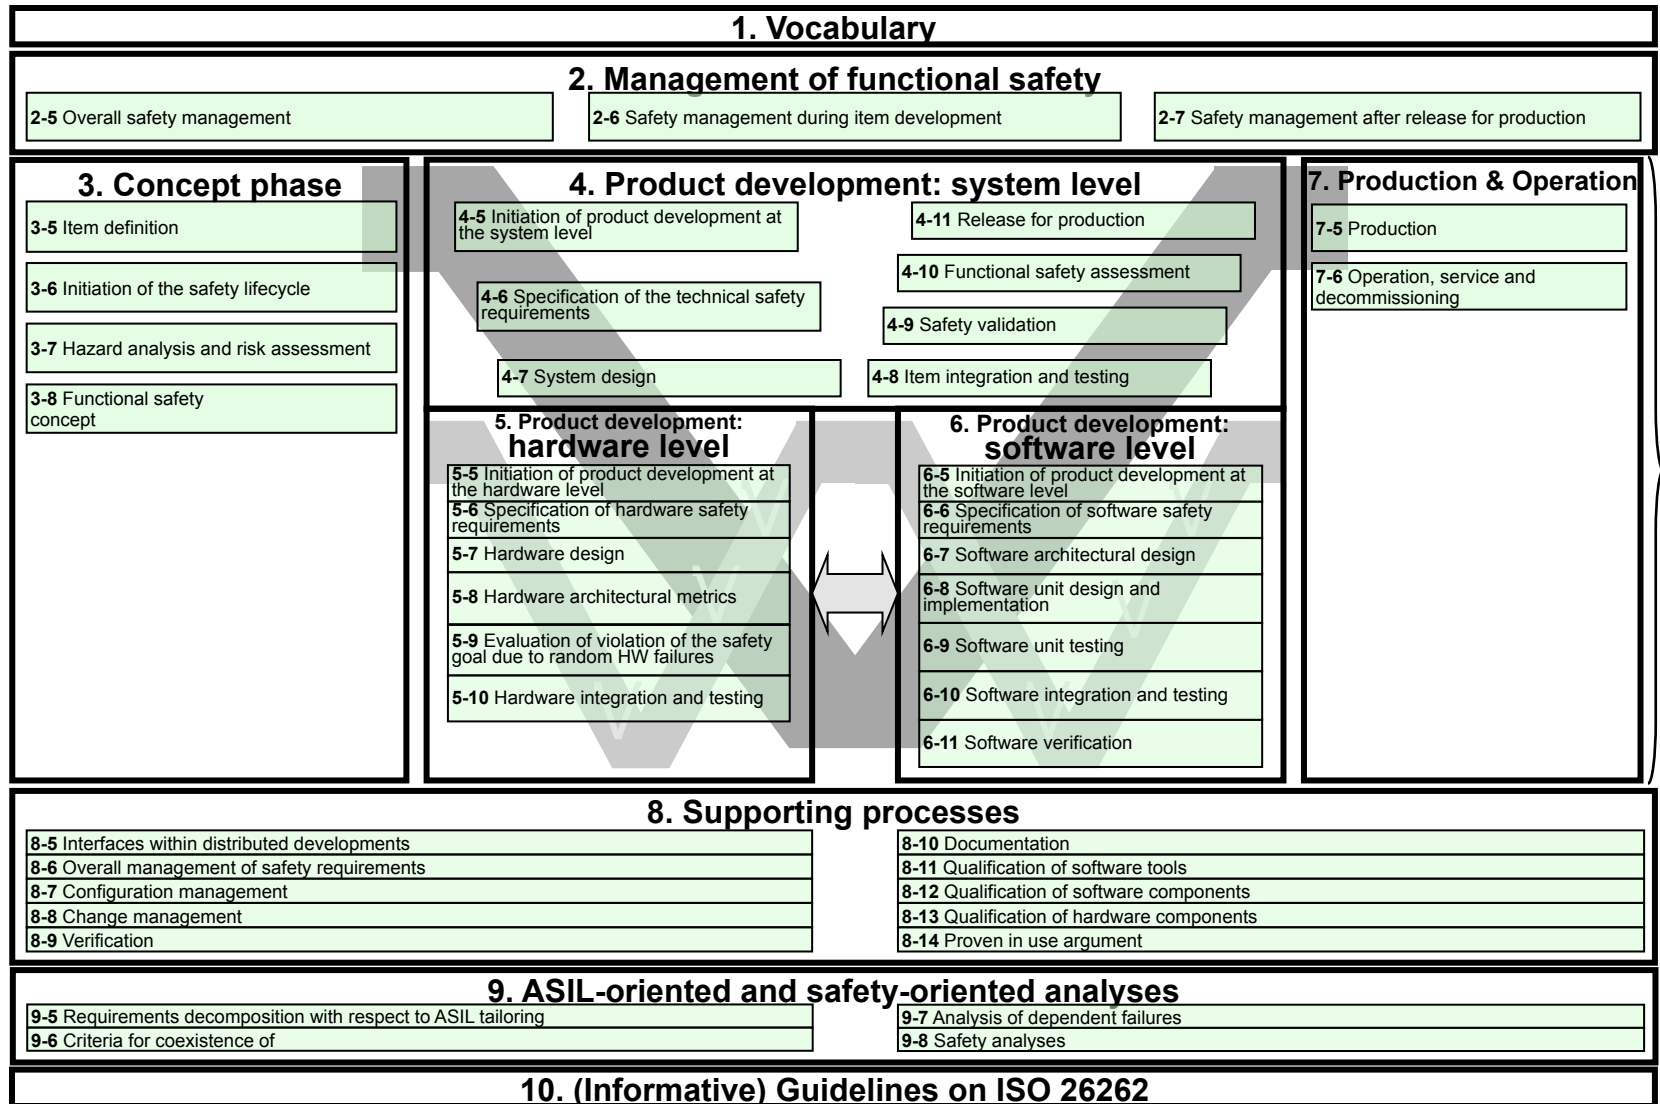 1. Vocabulary
2. Management of functional safety
2-5 Overall safety management
2-6 Safety management during item development
2-7 Safety management after release for production
3. Concept phase
3-5 Item definition
3-6 Initiation of the safety lifecycle
3-7 Hazard analysis and risk assessment
3-8 Functional safety
concept
4. Product development: system level
4-5 Initiation of product development at
the system level
4-6 Specification of the technical safety
requirements
4-7 System design
4-11 Release for production
4-10 Functional safety assessment
4-9 Safety validation
4-8 Item integration and testing
7. Production & Operation
7-5 Production
7-6 Operation, service and
decommissioning
5. Product development:
hardware level
5-5 Initiation of product development at
the hardware level
5-6 Specification of hardware safety
requirements
5-7 Hardware design
5-8 Hardware architectural metrics
5-9 Evaluation of violation of the safety
goal due to random HW failures
5-10 Hardware integration and testing
6. Product development:
software level
6-5 Initiation of product development at
the software level
6-6 Specification of software safety
requirements
6-7 Software architectural design
6-8 Software unit design and
implementation
6-9 Software unit testing
6-10 Software integration and testing
6-11 Software verification
8. Supporting processes
8-5 Interfaces within distributed developments
8-6 Overall management of safety requirements
8-7 Configuration management
8-8 Change management
8-9 Verification
8-10 Documentation
8-11 Qualification of software tools
8-12 Qualification of software components
8-13 Qualification of hardware components
8-14 Proven in use argument
9. ASIL-oriented and safety-oriented analyses
9-5 Requirements decomposition with respect to ASIL tailoring
9-6 Criteria for coexistence of
9-7 Analysis of dependent failures
9-8 Safety analyses
10. (Informative) Guidelines on ISO 26262